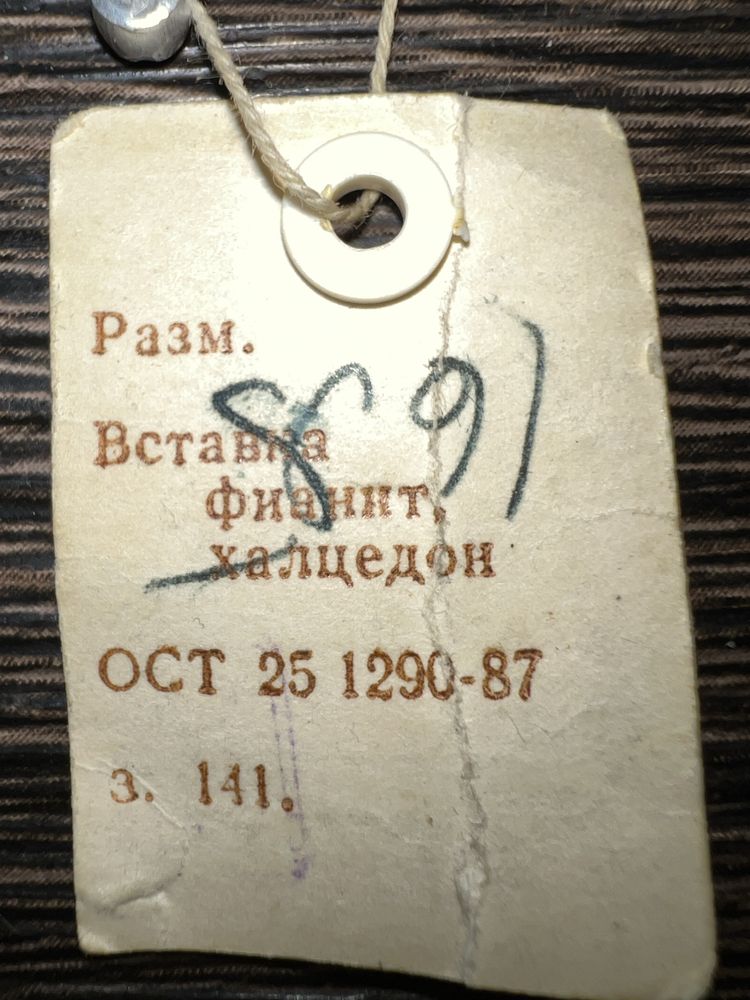 Разм.
Вставка
фианит,
халцедон
ОСТ 25 1290-87
з. 141.